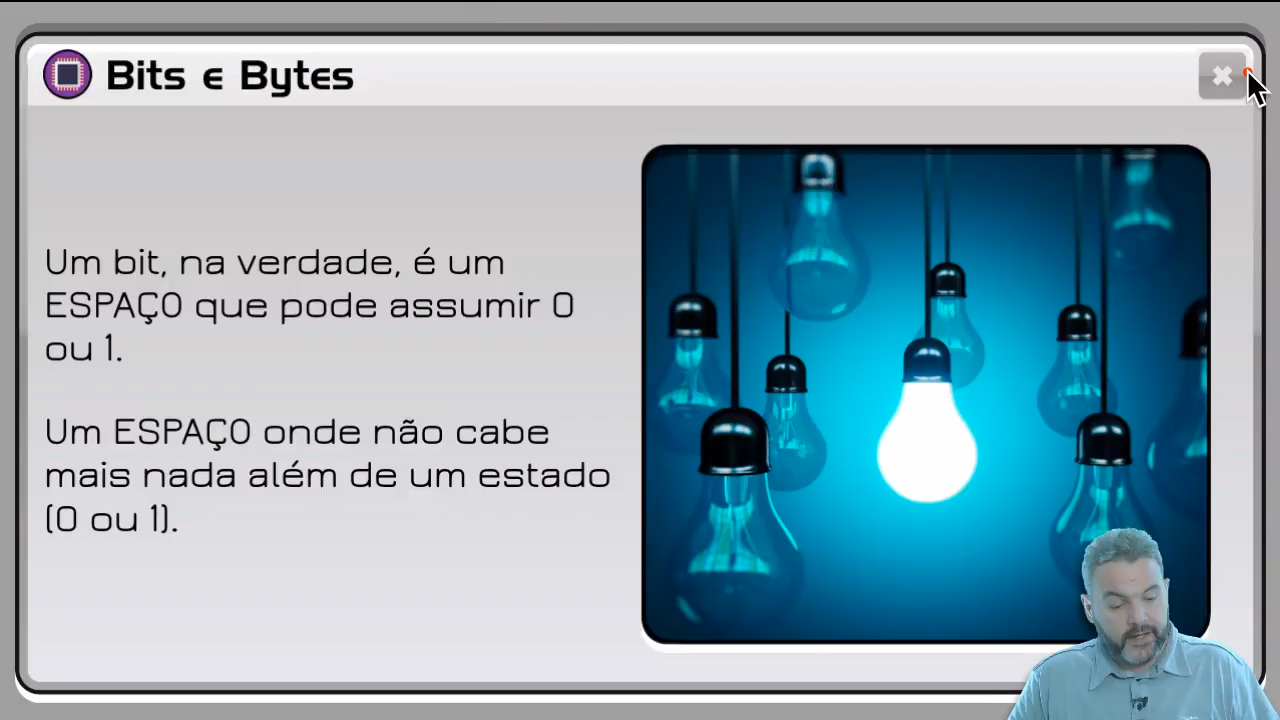 Bits e Bytes
Um bit, na verdade, é um
ESPAÇO que pode assumir 0
ou 1.
Um ESPAÇO onde não cabe
mais nada além de um estado
(0 ou 1).